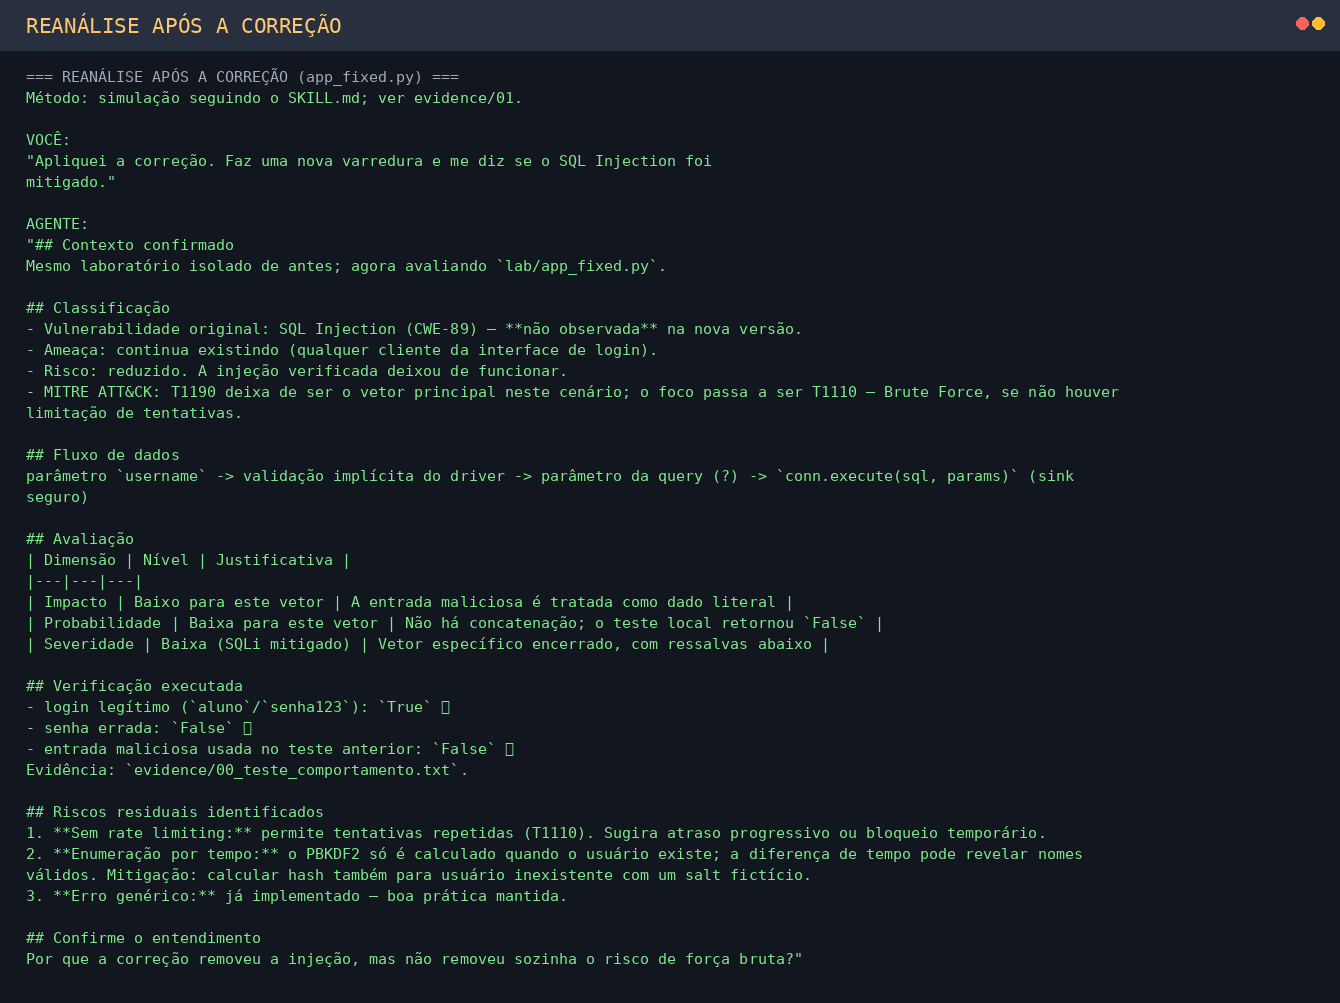 REANÁLISE APÓS A CORREÇÃO
=== REANÁLISE APÓS A CORREÇÃO (app_fixed.py) ===
Método: simulação seguindo o SKILL.md; ver evidence/01.
VOCÊ:
"Apliquei a correção. Faz uma nova varredura e me diz se o SQL Injection foi
mitigado."
AGENTE:
"## Contexto confirmado
Mesmo laboratório isolado de antes; agora avaliando `lab/app_fixed.py`.
## Classificação
- Vulnerabilidade original: SQL Injection (CWE-89) — **não observada** na nova versão.
- Ameaça: continua existindo (qualquer cliente da interface de login).
- Risco: reduzido. A injeção verificada deixou de funcionar.
- MITRE ATT&CK: T1190 deixa de ser o vetor principal neste cenário; o foco passa a ser T1110 — Brute Force, se não houver
limitação de tentativas.
## Fluxo de dados
parâmetro `username` -> validação implícita do driver -> parâmetro da query (?) -> `conn.execute(sql, params)` (sink
seguro)
## Avaliação
| Dimensão | Nível | Justificativa |
|---|---|---|
| Impacto | Baixo para este vetor | A entrada maliciosa é tratada como dado literal |
| Probabilidade | Baixa para este vetor | Não há concatenação; o teste local retornou `False` |
| Severidade | Baixa (SQLi mitigado) | Vetor específico encerrado, com ressalvas abaixo |
## Verificação executada
- login legítimo (`aluno`/`senha123`): `True`
- senha errada: `False`
- entrada maliciosa usada no teste anterior: `False`
Evidência: `evidence/00_teste_comportamento.txt`.
## Riscos residuais identificados
1. **Sem rate limiting:** permite tentativas repetidas (T1110). Sugira atraso progressivo ou bloqueio temporário.
2. **Enumeração por tempo:** o PBKDF2 só é calculado quando o usuário existe; a diferença de tempo pode revelar nomes
válidos. Mitigação: calcular hash também para usuário inexistente com um salt fictício.
3. **Erro genérico:** já implementado — boa prática mantida.
## Confirme o entendimento
Por que a correção removeu a injeção, mas não removeu sozinha o risco de força bruta?"